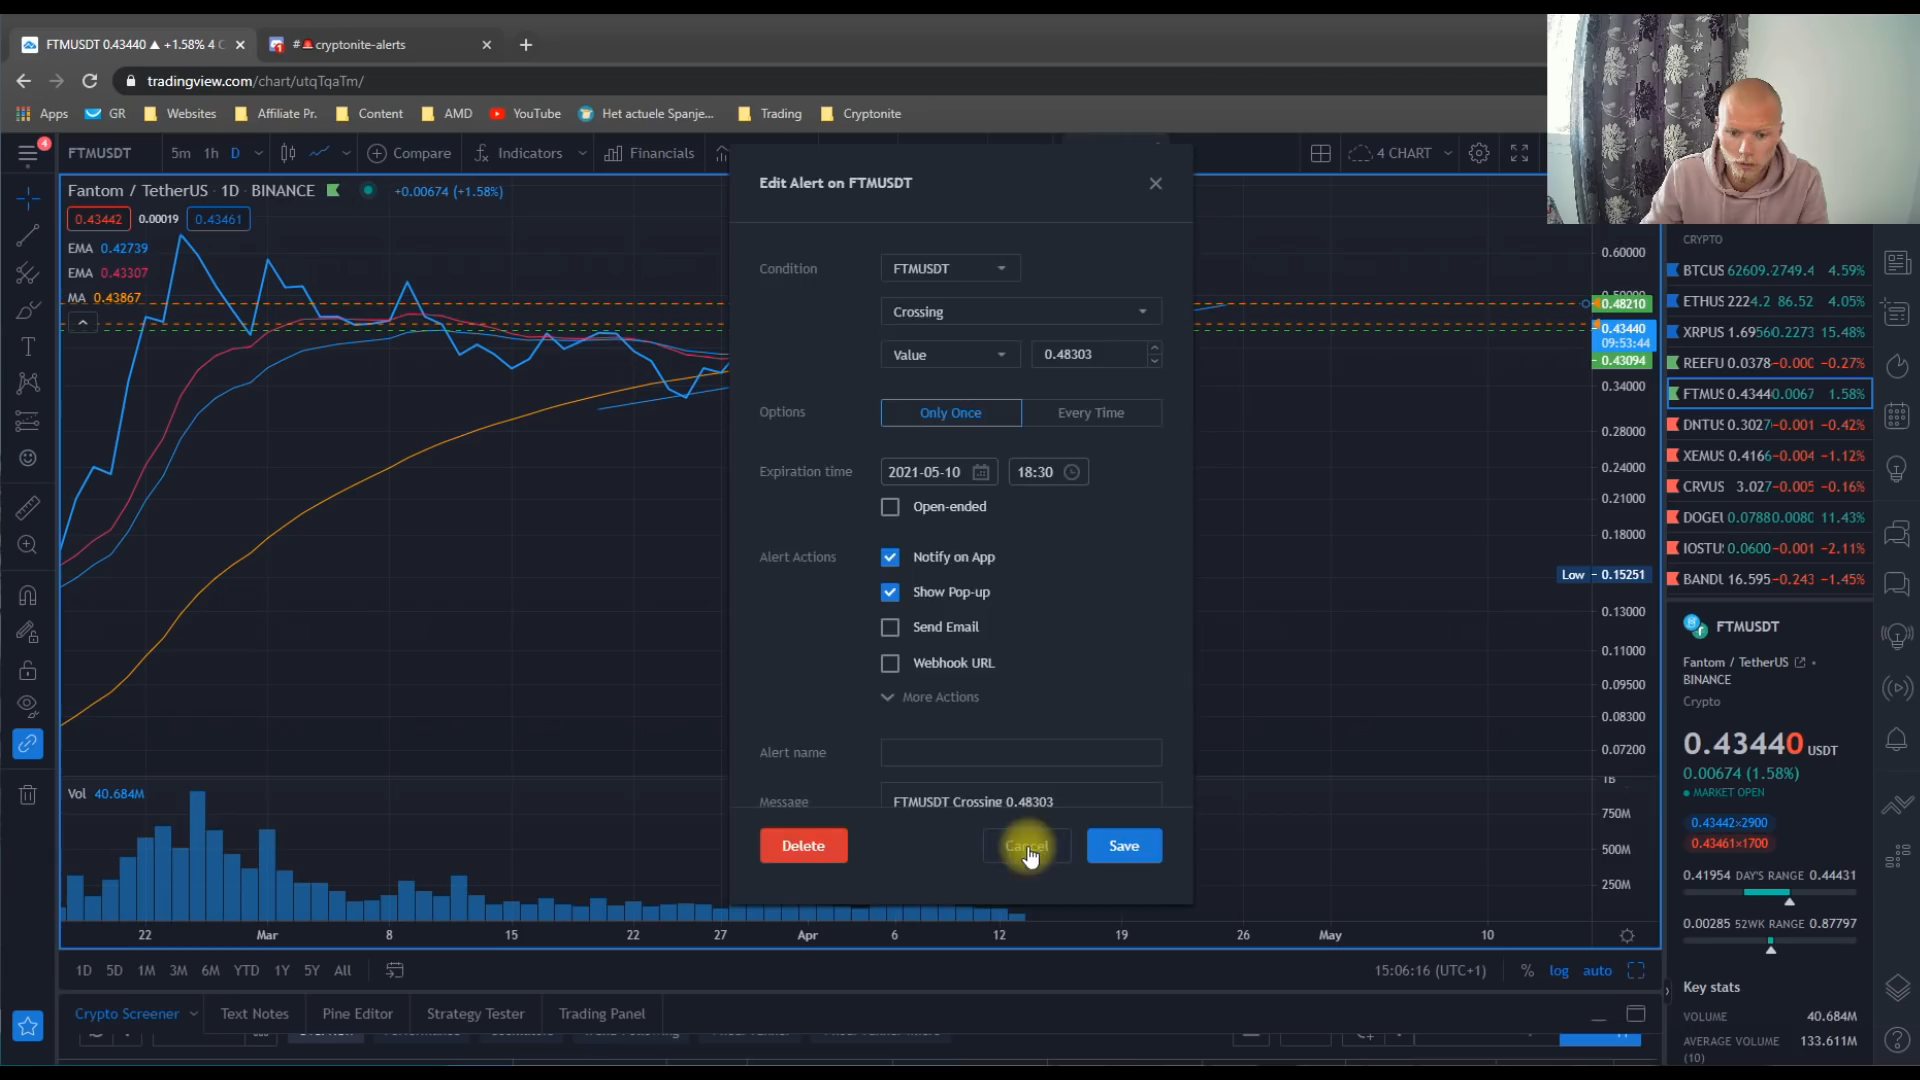 FTMUSDT 0.43440 ▲ +1.58% 4 C
#🚨cryptonite-alerts
tradingview.com/chart/utqTqaTm/
Apps GR Websites Affiliate Pr. Content AMD YouTube Het actuele Spanje... Trading Cryptonite
4
FTMUSDT 5m 1h D Compare Indicators Financials 4 CHART
Fantom / TetherUS · 1D · BINANCE +0.00674 (+1.58%)
0.43442 0.00019 0.43461
EMA 0.42739
EMA 0.43307
MA 0.43867
Edit Alert on FTMUSDT
Condition FTMUSDT
Crossing
Value 0.48303
Options Only Once Every Time
Expiration time 2021-05-10 18:30
Open-ended
Alert Actions Notify on App
Show Pop-up
Send Email
Webhook URL
More Actions
Alert name
Message FTMUSDT Crossing 0.48303
Delete Cancel Save
0.60000
0.48210
0.43440
09:53:44
0.43094
0.34000
0.28000
0.24000
0.21000
0.18000
Low 0.15251
0.13000
0.11000
0.09500
0.08300
0.07200
Vol 40.684M
1B
750M
500M
250M
22 Mar 8 15 22 27 Apr 6 12 19 26 May 10
1D 5D 1M 3M 6M YTD 1Y 5Y All
15:06:16 (UTC+1) % log auto
Crypto Screener Text Notes Pine Editor Strategy Tester Trading Panel
CRYPTO
BTCUS 62609.2749.4 4.59%
ETHUS 2224.2 86.52 4.05%
XRPUS 1.69560.2273 15.48%
REEFU 0.0378-0.000 -0.27%
FTMUS 0.43440.0067 1.58%
DNTUS 0.3027-0.001 -0.42%
XEMUS 0.4166-0.004 -1.12%
CRVUS 3.027-0.005 -0.16%
DOGEU 0.07880.0080 11.43%
IOSTU 0.0600-0.001 -2.11%
BANDU 16.595-0.243 -1.45%
FTMUSDT
Fantom / TetherUS
BINANCE
Crypto
0.43440 USDT
0.00674 (1.58%)
MARKET OPEN
0.43442×2900
0.43461×1700
0.41954 DAY'S RANGE 0.44431
0.00285 52WK RANGE 0.87797
Key stats
VOLUME 40.684M
AVERAGE VOLUME 133.611M
(10)